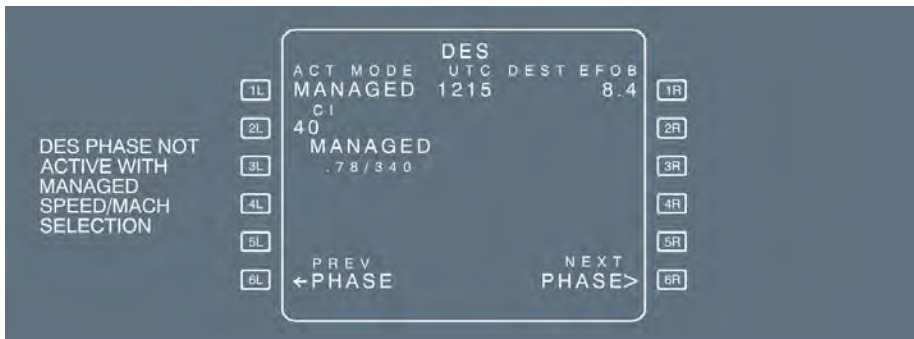 DES PHASE NOT
ACTIVE WITH
MANAGED
SPEED/MACH
SELECTION
DES
ACT MODE UTC DEST EFOB
1L MANAGED 1215 8.4 1R
CI
2L 40 2R
MANAGED
3L .78/340 3R
4L 4R
5L 5R
PREV NEXT
6L ←PHASE PHASE> 6R